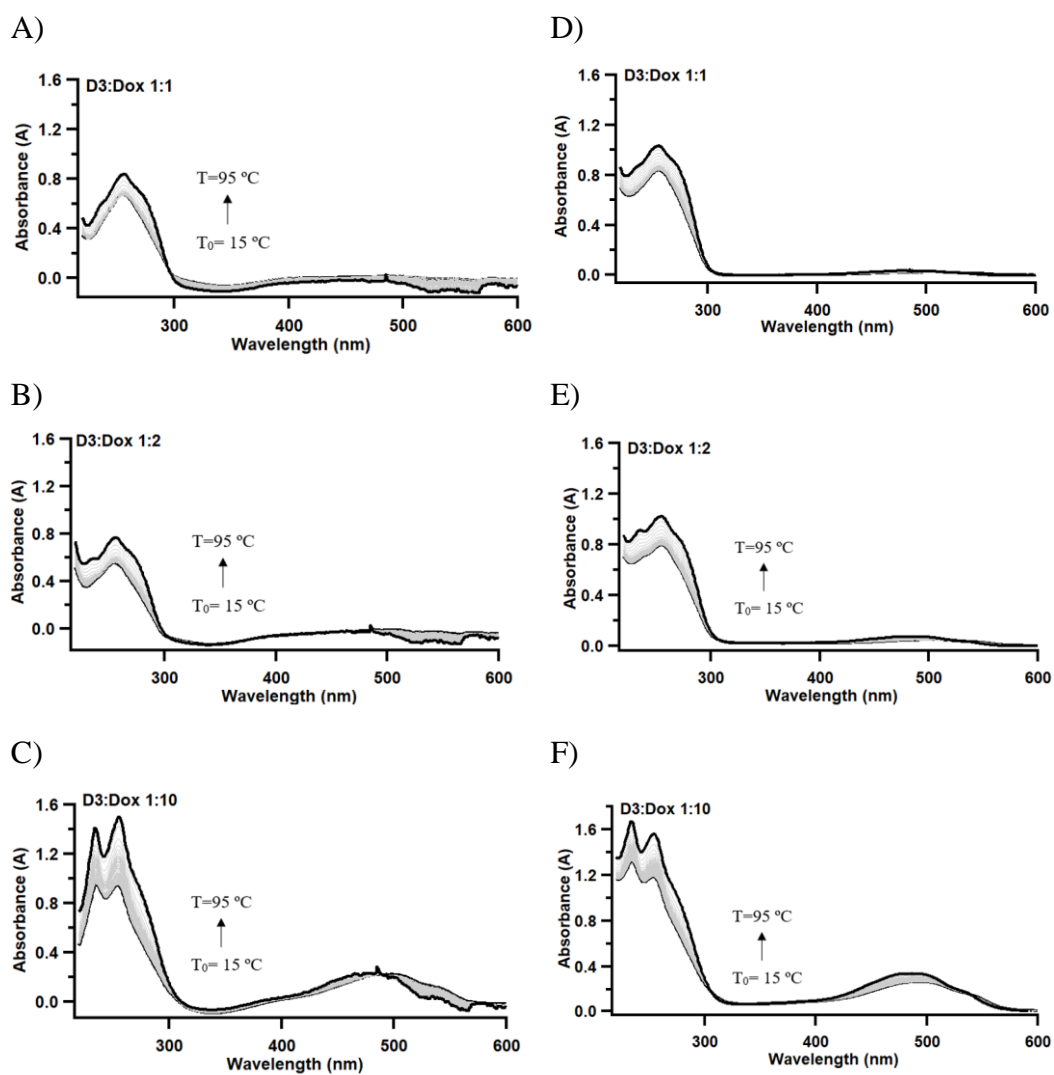 A)
D3:Dox 1:1
Absorbance (A)
1.6
1.2
0.8
0.4
0.0
T=95 ºC
T₀= 15 ºC
300 400 500 600
Wavelength (nm)
D)
D3:Dox 1:1
Absorbance (A)
1.6
1.2
0.8
0.4
0.0
300 400 500 600
Wavelength (nm)
B)
D3:Dox 1:2
Absorbance (A)
1.6
1.2
0.8
0.4
0.0
T=95 ºC
T₀= 15 ºC
300 400 500 600
Wavelength (nm)
E)
D3:Dox 1:2
Absorbance (A)
1.6
1.2
0.8
0.4
0.0
T=95 ºC
T₀= 15 ºC
300 400 500 600
Wavelength (nm)
C)
D3:Dox 1:10
Absorbance (A)
1.6
1.2
0.8
0.4
0.0
T=95 ºC
T₀= 15 ºC
300 400 500 600
Wavelength (nm)
F)
D3:Dox 1:10
Absorbance (A)
1.6
1.2
0.8
0.4
0.0
T=95 ºC
T₀= 15 ºC
300 400 500 600
Wavelength (nm)